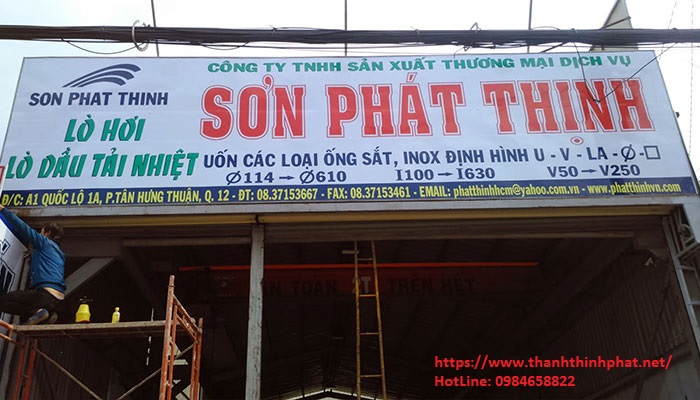 CÔNG TY TNHH SẢN XUẤT THƯƠNG MẠI DỊCH VỤ
SƠN PHAT THINH
SƠN PHÁT THỊNH
LÒ HƠI
LÒ DẦU TẢI NHIỆT
UỐN CÁC LOẠI ỐNG SẮT, INOX ĐỊNH HÌNH U - V - LA - Ø - □
Ø114 → Ø610 I100 → I630 V50 → V250
Đ/C: A1 QUỐC LỘ 1A, P.TÂN HƯNG THUẬN, Q. 12 - ĐT: 08.37153667 - FAX: 08.37153461 - EMAIL: phatthinhhcm@yahoo.com.vn - www.phatthinhvn.com
AN TOÀN TRÊN HẾT
2T
https://www.thanhthinhphat.net/
HotLine: 0984658822